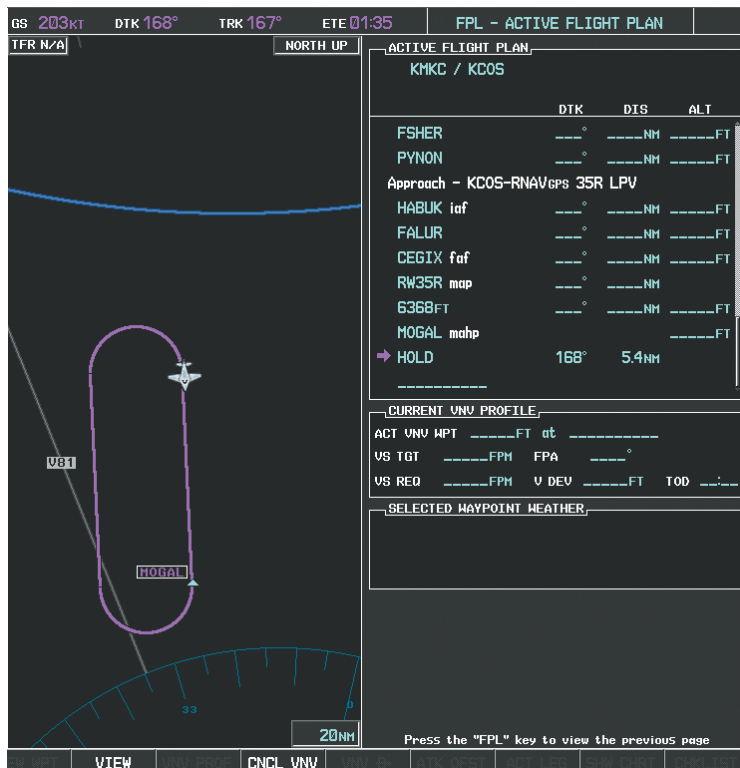 GS 203KT DTK 168° TRK 167° ETE 01:35 FPL – ACTIVE FLIGHT PLAN
TFR N/A NORTH UP
ACTIVE FLIGHT PLAN
KMKC / KCOS
DTK DIS ALT
FSHER ___° ____NM _____FT
PYNON ___° ____NM _____FT
Approach – KCOS-RNAVGPS 35R LPV
HABUK iaf ___° ____NM _____FT
FALUR ___° ____NM _____FT
CEGIX faf ___° ____NM _____FT
RW35R map ___° ____NM
6368FT ___° ____NM _____FT
MOGAL mahp _____FT
HOLD 168° 5.4NM
__________
CURRENT VNV PROFILE
ACT VNV WPT _____FT at __________
VS TGT _____FPM FPA ____°
VS REQ _____FPM V DEV _____FT TOD __:__
SELECTED WAYPOINT WEATHER
V81
MOGAL
33
0
20NM
Press the "FPL" key to view the previous page
VIEW VNV PROF CNCL VNV ATK OFST ACT LEG SHW CHRT CHKLIST